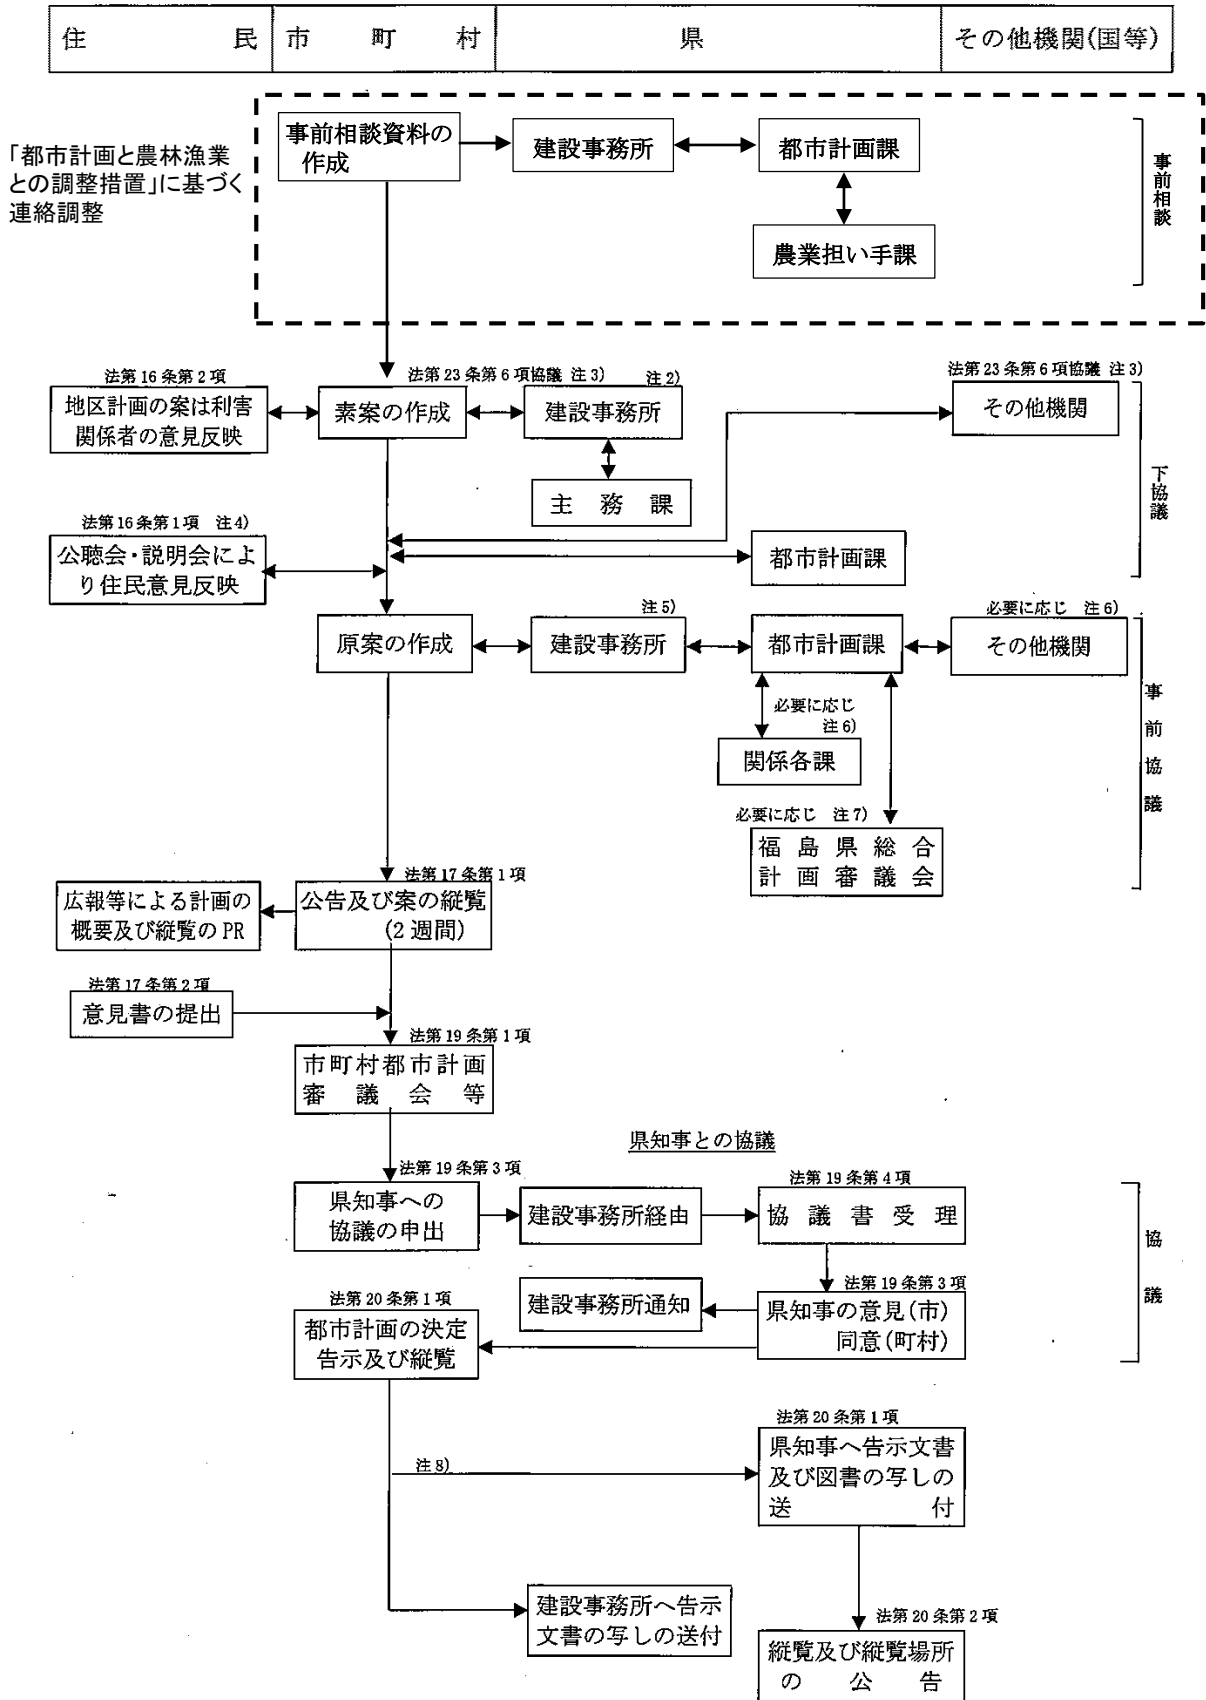 住民
市町村
県
その他機関(国等)
「都市計画と農林漁業
との調整措置」に基づく
連絡調整
事前相談資料の
作成
建設事務所
都市計画課
農業担い手課
事前相談
法第16条第2項
地区計画の案は利害
関係者の意見反映
素案の作成
法第23条第6項協議 注3)
注2)
建設事務所
主務課
法第23条第6項協議 注3)
その他機関
下協議
法第16条第1項 注4)
公聴会・説明会によ
り住民意見反映
都市計画課
原案の作成
注5)
建設事務所
都市計画課
必要に応じ 注6)
その他機関
必要に応じ
注6)
関係各課
必要に応じ 注7)
福島県総合
計画審議会
事前協議
法第17条第1項
公告及び案の縦覧
(2週間)
広報等による計画の
概要及び縦覧のPR
法第17条第2項
意見書の提出
法第19条第1項
市町村都市計画
審議会等
県知事との協議
法第19条第3項
県知事への
協議の申出
建設事務所経由
法第19条第4項
協議書受理
法第19条第3項
県知事の意見(市)
同意(町村)
建設事務所通知
協議
法第20条第1項
都市計画の決定
告示及び縦覧
注8)
法第20条第1項
県知事へ告示文書
及び図書の写しの
送付
建設事務所へ告示
文書の写しの送付
法第20条第2項
縦覧及び縦覧場所
の公告